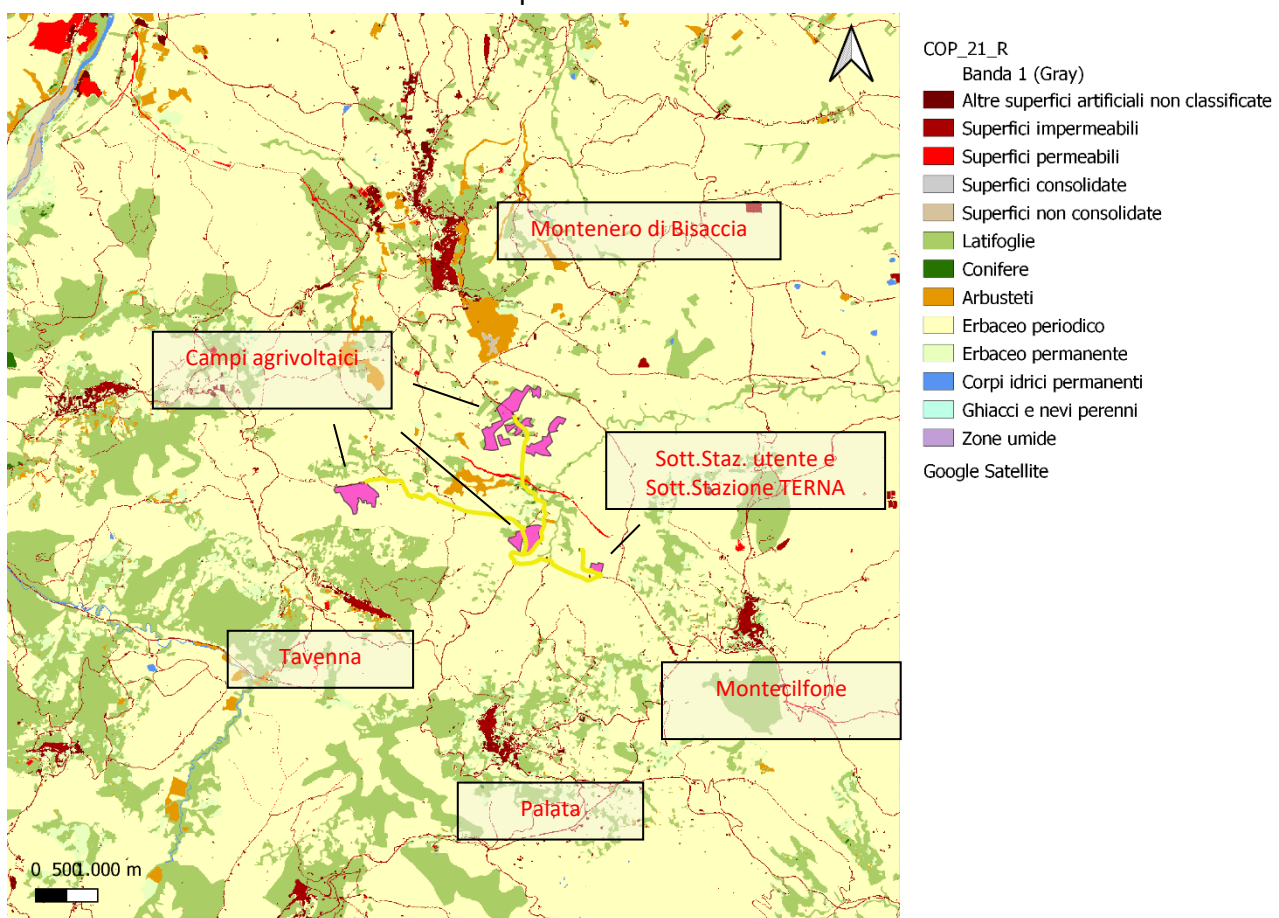 COP_21_R
Banda 1 (Gray)
Altre superfici artificiali non classificate
Superfici impermeabili
Superfici permeabili
Superfici consolidate
Superfici non consolidate
Latifoglie
Conifere
Arbusteti
Erbaceo periodico
Erbaceo permanente
Corpi idrici permanenti
Ghiacci e nevi perenni
Zone umide
Google Satellite
Montenero di Bisaccia
Campi agrivoltaici
Sott.Staz. utente e
Sott.Stazione TERNA
Tavenna
Montecilfone
Palata
0 500 1.000 m